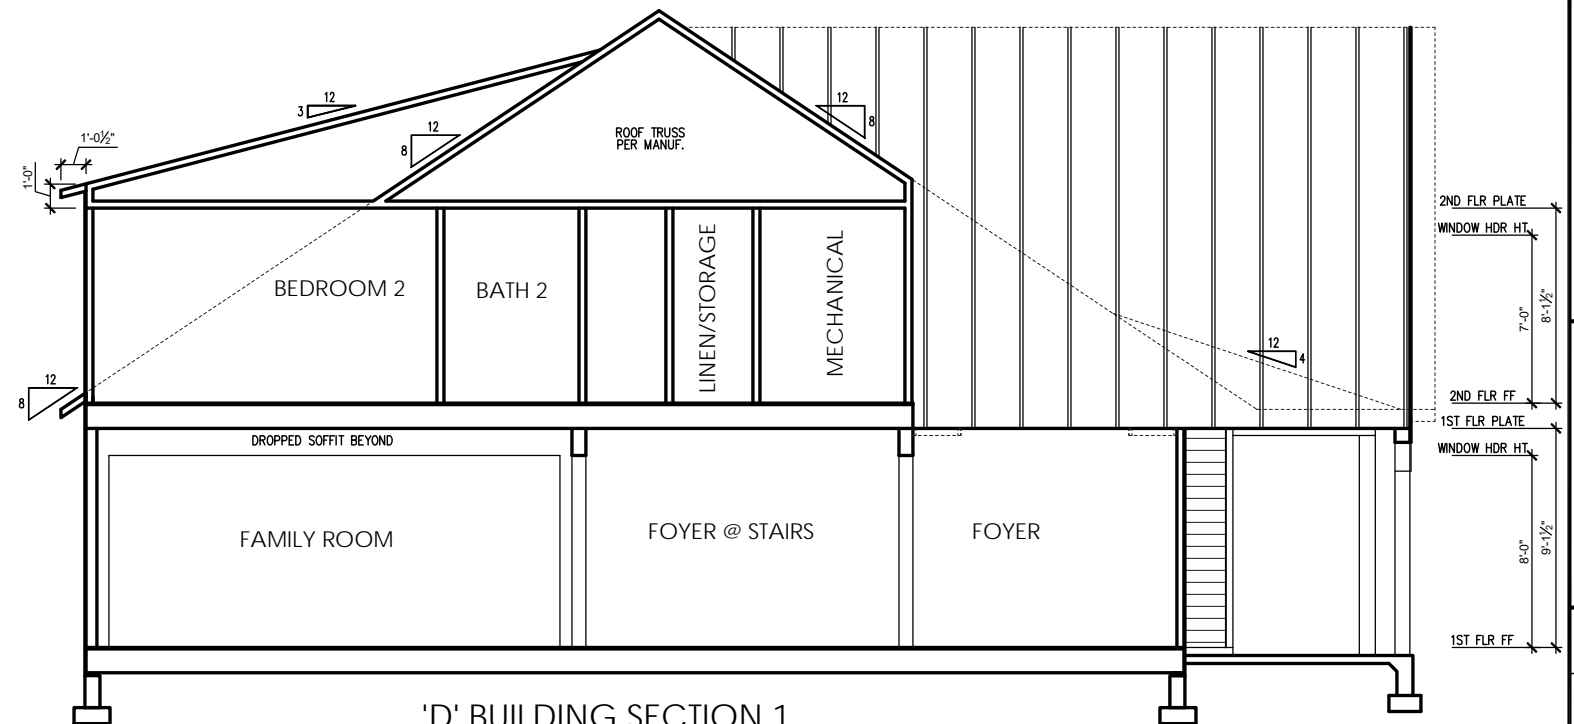 12
3
12
8
12
8
ROOF TRUSS
PER MANUF.
1'-0½"
1'-0"
2ND FLR PLATE
WINDOW HDR HT.
BEDROOM 2
BATH 2
LINEN/STORAGE
MECHANICAL
7'-0"
8'-1½"
12
4
12
8
2ND FLR FF
1ST FLR PLATE
DROPPED SOFFIT BEYOND
WINDOW HDR HT.
FAMILY ROOM
FOYER @ STAIRS
FOYER
8'-0"
9'-1½"
1ST FLR FF
'D' BUILDING SECTION 1